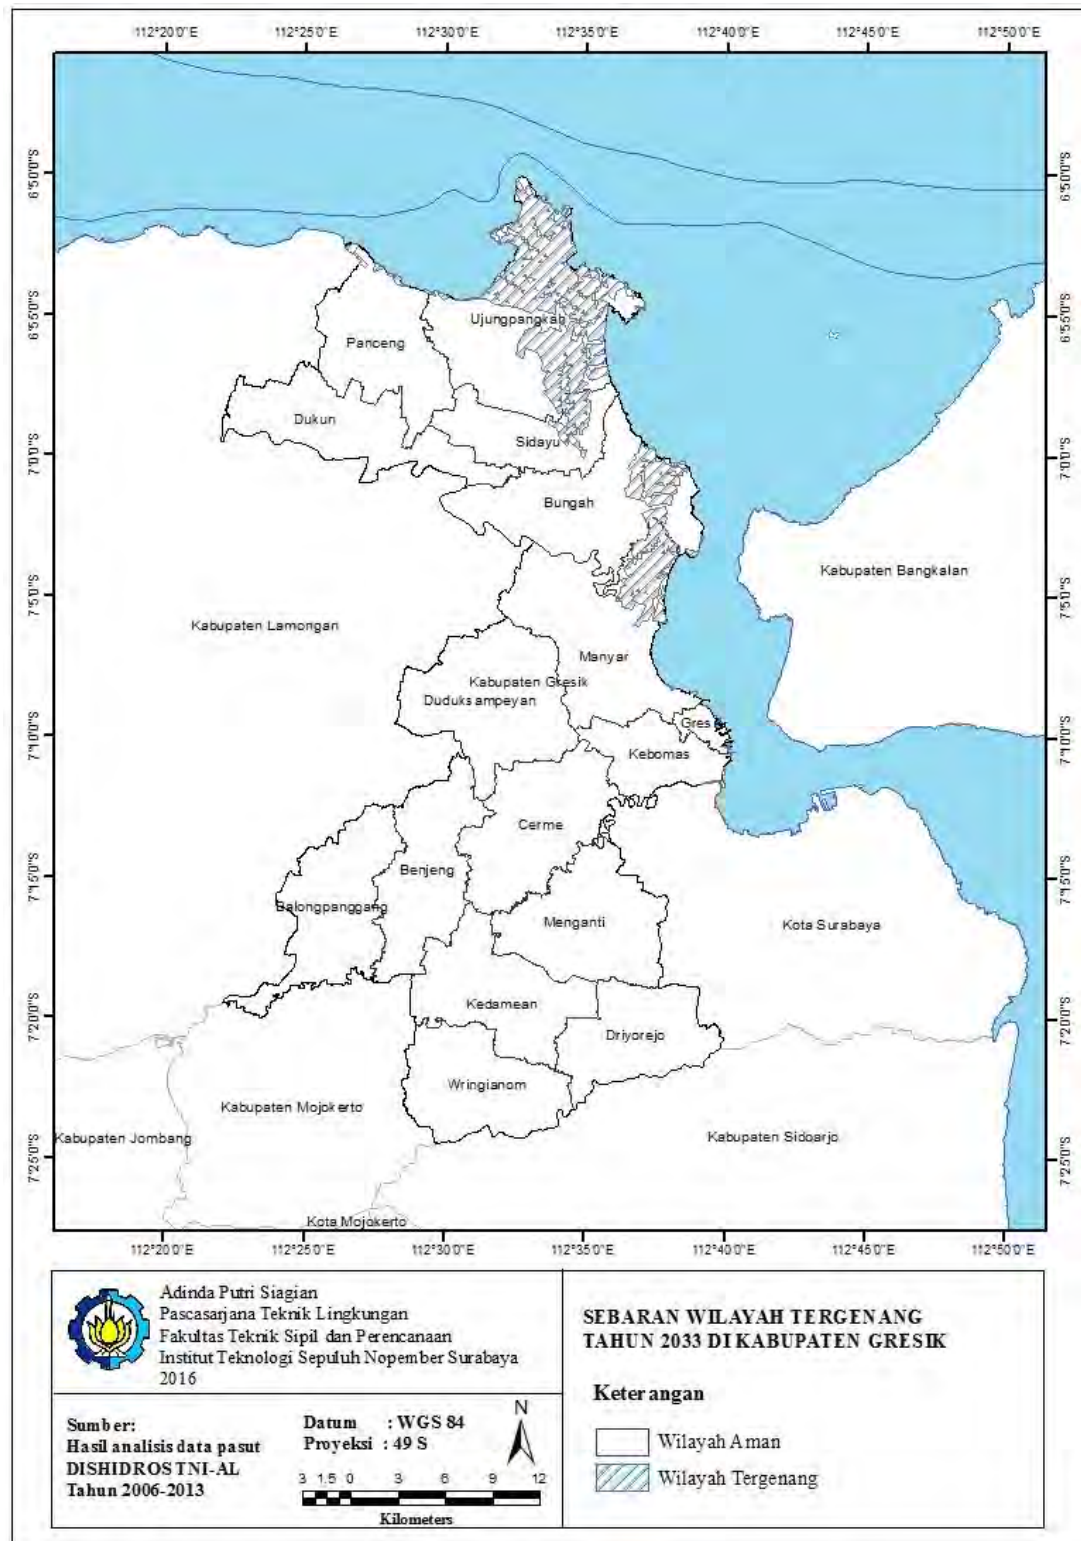 112°20'0"E 112°25'0"E 112°30'0"E 112°35'0"E 112°40'0"E 112°45'0"E 112°50'0"E
6°50'0"S 6°50'0"S
6°55'0"S 6°55'0"S
Ujungpangkah
Panceng
Dukun
Sidayu
7°0'0"S 7°0'0"S
Bungah
Kabupaten Bangkalan
7°5'0"S 7°5'0"S
Kabupaten Lamongan
Manyar
Kabupaten Gresik
Duduksampeyan
Gres
7°10'0"S 7°10'0"S
Kebomas
Cerme
Benjeng
7°15'0"S 7°15'0"S
Balongpanggang
Menganti
Kota Surabaya
Kedamean
7°20'0"S 7°20'0"S
Driyorejo
Wringianom
Kabupaten Mojokerto
Kabupaten Jombang
Kabupaten Sidoarjo
7°25'0"S 7°25'0"S
Kota Mojokerto
112°20'0"E 112°25'0"E 112°30'0"E 112°35'0"E 112°40'0"E 112°45'0"E 112°50'0"E
Adinda Putri Siagian
Pascasarjana Teknik Lingkungan
Fakultas Teknik Sipil dan Perencanaan
Institut Teknologi Sepuluh Nopember Surabaya
2016
Sumber:
Hasil analisis data pasut
DISHIDROS TNI-AL
Tahun 2006-2013
Datum : WGS 84
Proyeksi : 49 S
N
3 1.5 0 3 6 9 12
Kilometers
SEBARAN WILAYAH TERGENANG
TAHUN 2033 DI KABUPATEN GRESIK
Keterangan
Wilayah Aman
Wilayah Tergenang